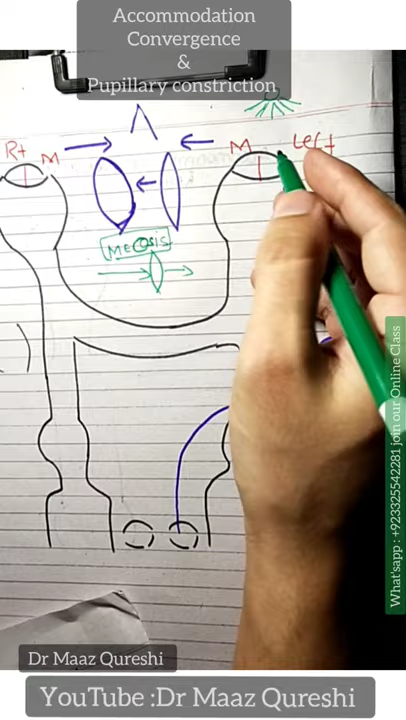 Accommodation
Convergence
&
Pupillary constriction
Rt
M
M
Left
MEOSIS
What'sapp : +923325542281 join our Online Class
Dr Maaz Qureshi
YouTube :Dr Maaz Qureshi